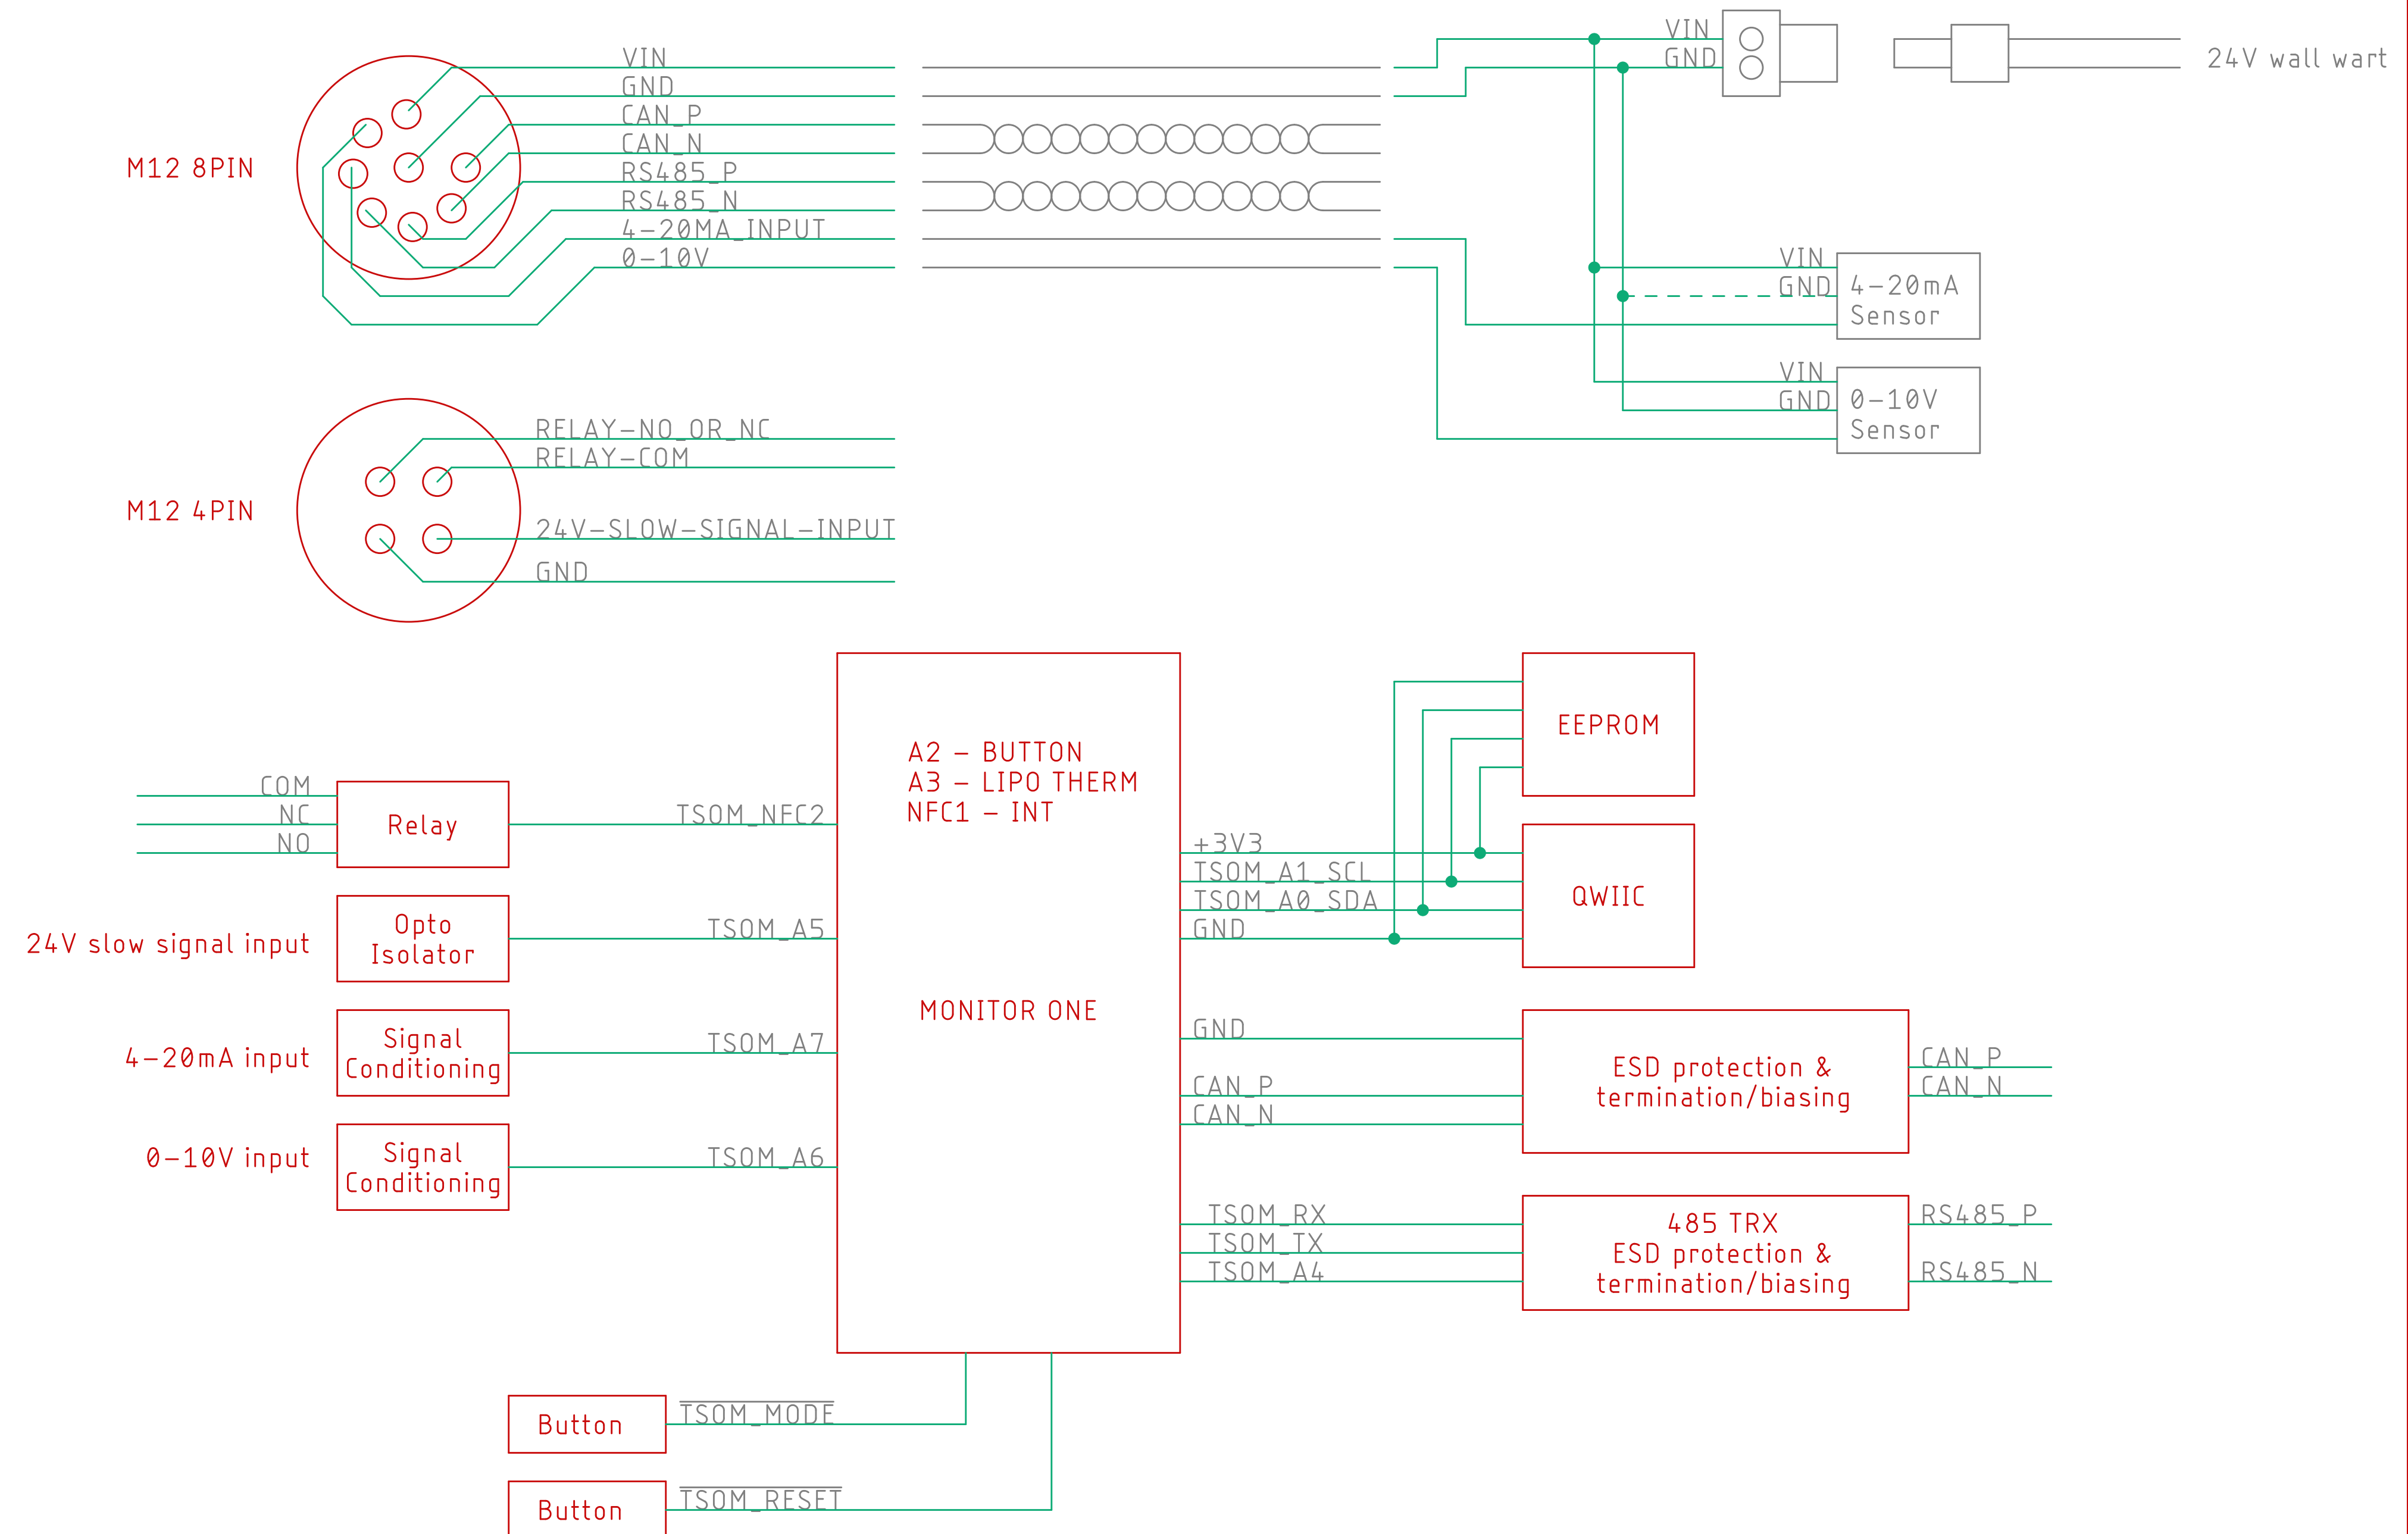 VIN
GND
CAN_P
CAN_N
RS485_P
RS485_N
4-20MA_INPUT
0-10V
M12 8PIN
VIN
GND
24V wall wart
VIN
GND
4-20mA
Sensor
VIN
GND
0-10V
Sensor
RELAY-NO_OR_NC
RELAY-COM
M12 4PIN
24V-SLOW-SIGNAL-INPUT
GND
A2 - BUTTON
A3 - LIPO THERM
NFC1 - INT
MONITOR ONE
COM
NC
NO
Relay
TSOM_NFC2
24V slow signal input
Opto
Isolator
TSOM_A5
4-20mA input
Signal
Conditioning
TSOM_A7
0-10V input
Signal
Conditioning
TSOM_A6
EEPROM
+3V3
TSOM_A1_SCL
TSOM_A0_SDA
GND
QWIIC
GND
CAN_P
CAN_N
ESD protection &
termination/biasing
CAN_P
CAN_N
TSOM_RX
TSOM_TX
TSOM_A4
485 TRX
ESD protection &
termination/biasing
RS485_P
RS485_N
Button
TSOM_MODE
Button
TSOM_RESET